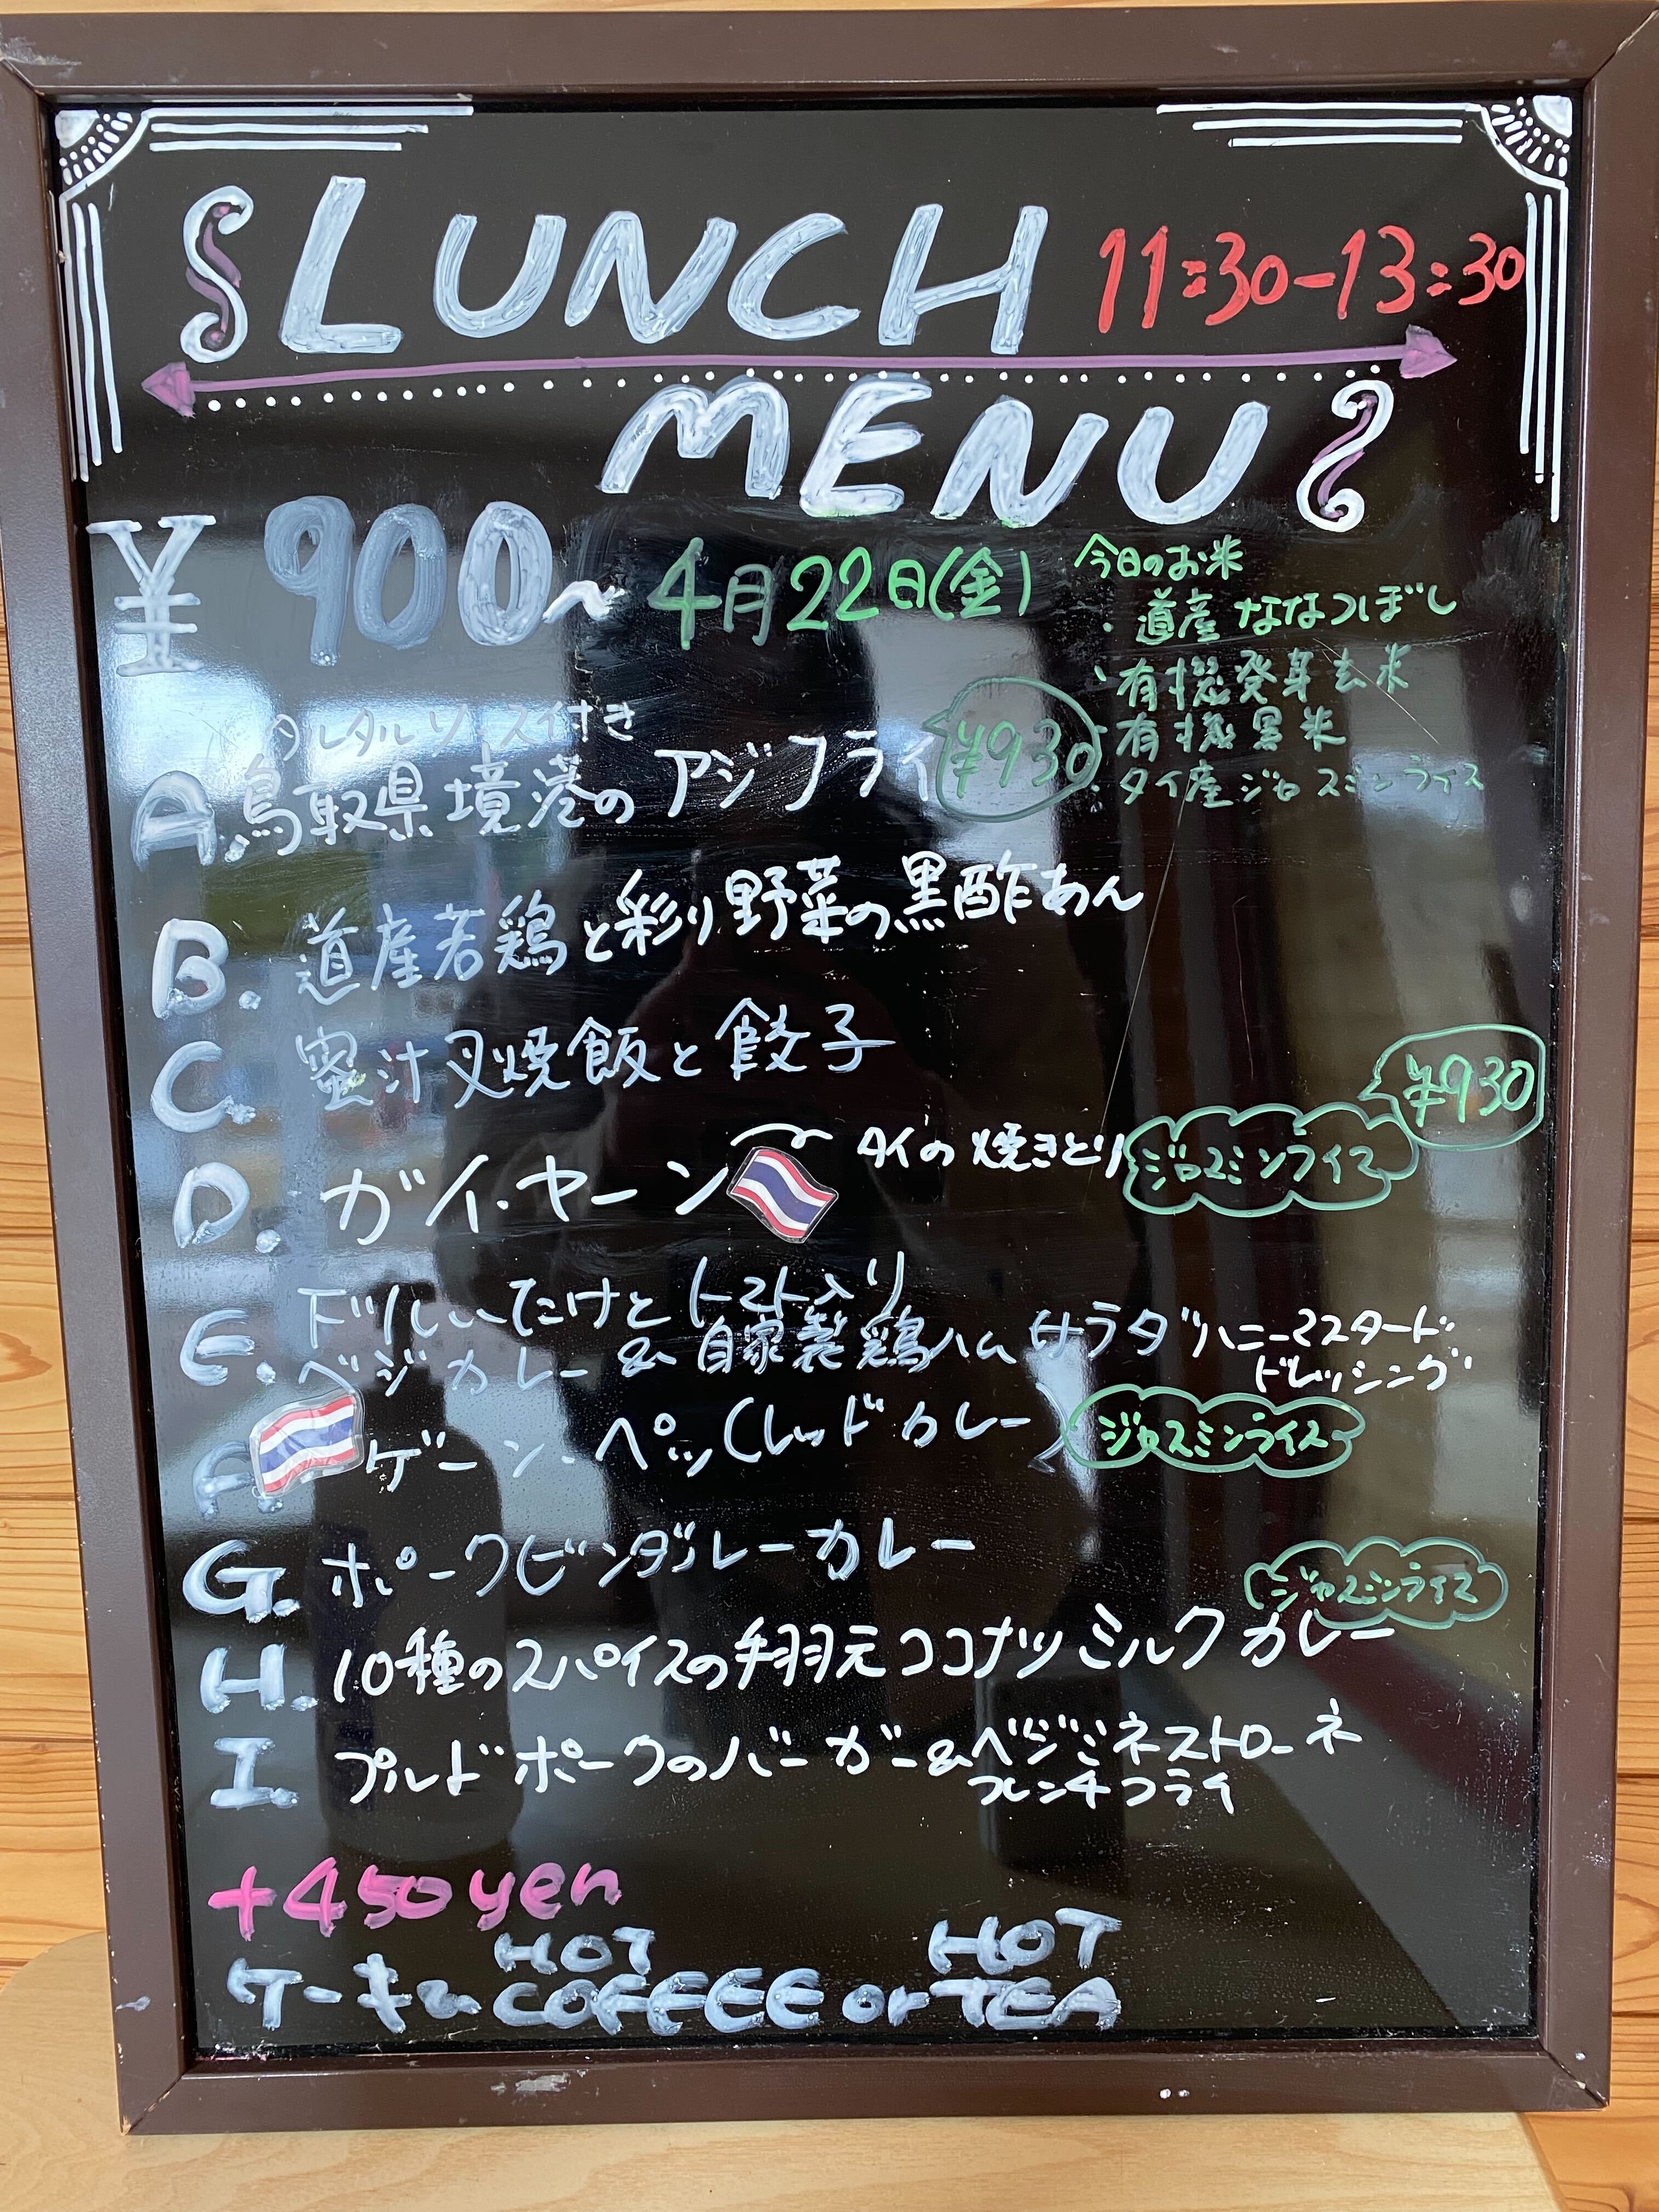 LUNCH 11:30-13:30
MENU
¥900~ 4月22日(金)
今日のお米
・道産ななつぼし
・有機発芽玄米
・有機黒米
・タイ産ジャスミンライス
タルタルソース付き
A. 鳥取県境港のアジフライ ¥930
B. 道産若鶏と彩り野菜の黒酢あん
C. 蜜汁叉焼飯と餃子
D. ガイ・ヤーン タイの焼きとり ジャスミンライス ¥930
E. 下川しいたけとトマト入り
ベジカレー & 自家製鶏ハムサラダ ハニーマスタード
ドレッシング
F ゲーン・ペッ(レッドカレー) ジャスミンライス
G. ポークビンダルーカレー
ジャスミンライス
H. 10種のスパイスの手羽元ココナツミルクカレー
I. プルドポークのバーガー & ベジミネストローネ
フレンチフライ
+450yen
HOT HOT
ケーキ COFFEE or TEA